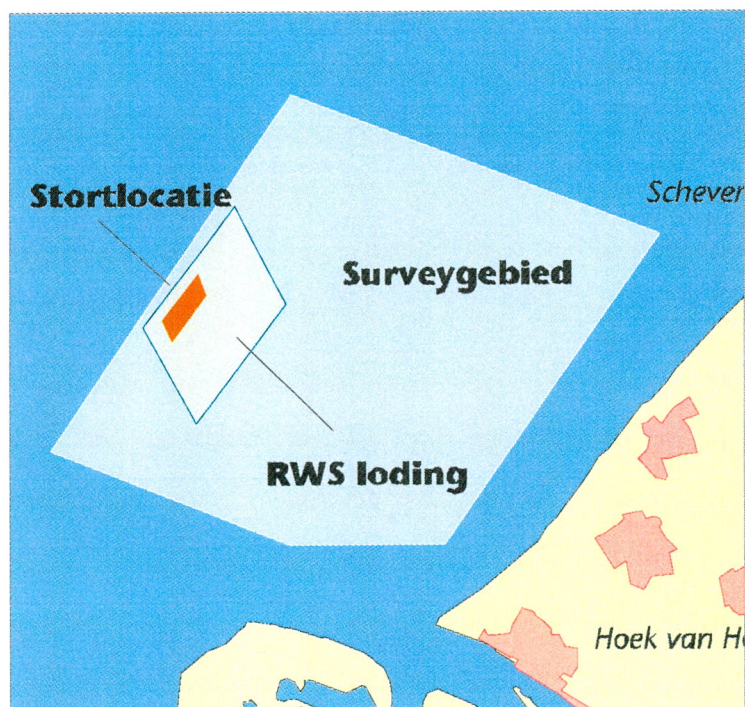 Stortlocatie
Schever
Surveygebied
RWS loding
Hoek van H